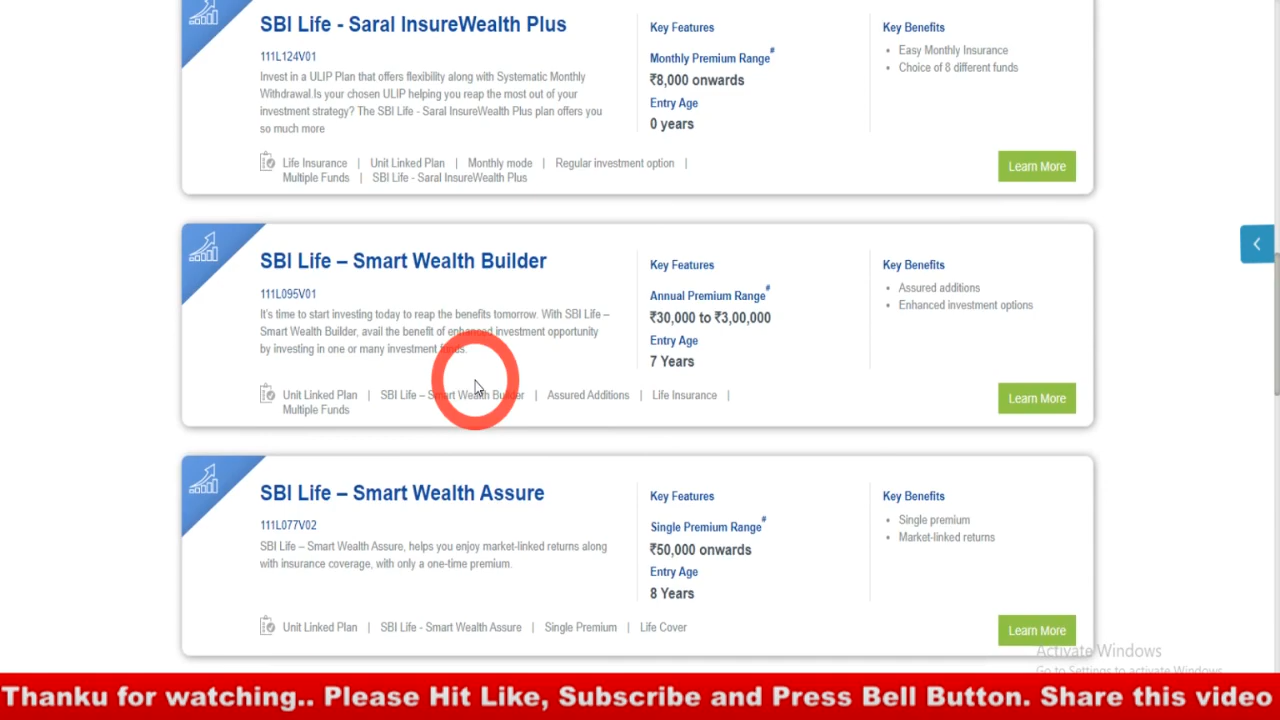 SBI Life - Saral InsureWealth Plus
111L124V01
Invest in a ULIP Plan that offers flexibility along with Systematic Monthly
Withdrawal.Is your chosen ULIP helping you reap the most out of your
investment strategy? The SBI Life - Saral InsureWealth Plus plan offers you
so much more
Key Features
Monthly Premium Range#
₹8,000 onwards
Entry Age
0 years
Key Benefits
• Easy Monthly Insurance
• Choice of 8 different funds
Life Insurance | Unit Linked Plan | Monthly mode | Regular investment option |
Multiple Funds | SBI Life - Saral InsureWealth Plus
Learn More
SBI Life – Smart Wealth Builder
111L095V01
It's time to start investing today to reap the benefits tomorrow. With SBI Life –
Smart Wealth Builder, avail the benefit of enhanced investment opportunity
by investing in one or many investment funds.
Key Features
Annual Premium Range#
₹30,000 to ₹3,00,000
Entry Age
7 Years
Key Benefits
• Assured additions
• Enhanced investment options
Unit Linked Plan | SBI Life – Smart Wealth Builder | Assured Additions | Life Insurance |
Multiple Funds
Learn More
SBI Life – Smart Wealth Assure
111L077V02
SBI Life – Smart Wealth Assure, helps you enjoy market-linked returns along
with insurance coverage, with only a one-time premium.
Key Features
Single Premium Range#
₹50,000 onwards
Entry Age
8 Years
Key Benefits
• Single premium
• Market-linked returns
Unit Linked Plan | SBI Life - Smart Wealth Assure | Single Premium | Life Cover
Learn More
Activate Windows
Go to Settings to activate Windows.
Thanku for watching.. Please Hit Like, Subscribe and Press Bell Button. Share this video